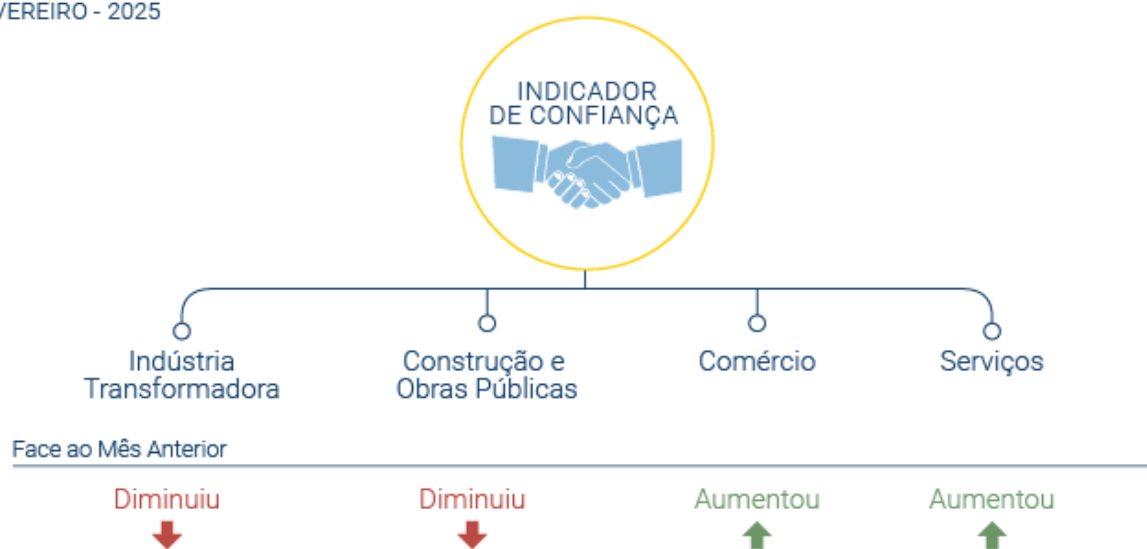 VEREIRO - 2025
INDICADOR
DE CONFIANÇA
Indústria
Transformadora
Construção e
Obras Públicas
Comércio
Serviços
Face ao Mês Anterior
Diminuiu
Diminuiu
Aumentou
Aumentou